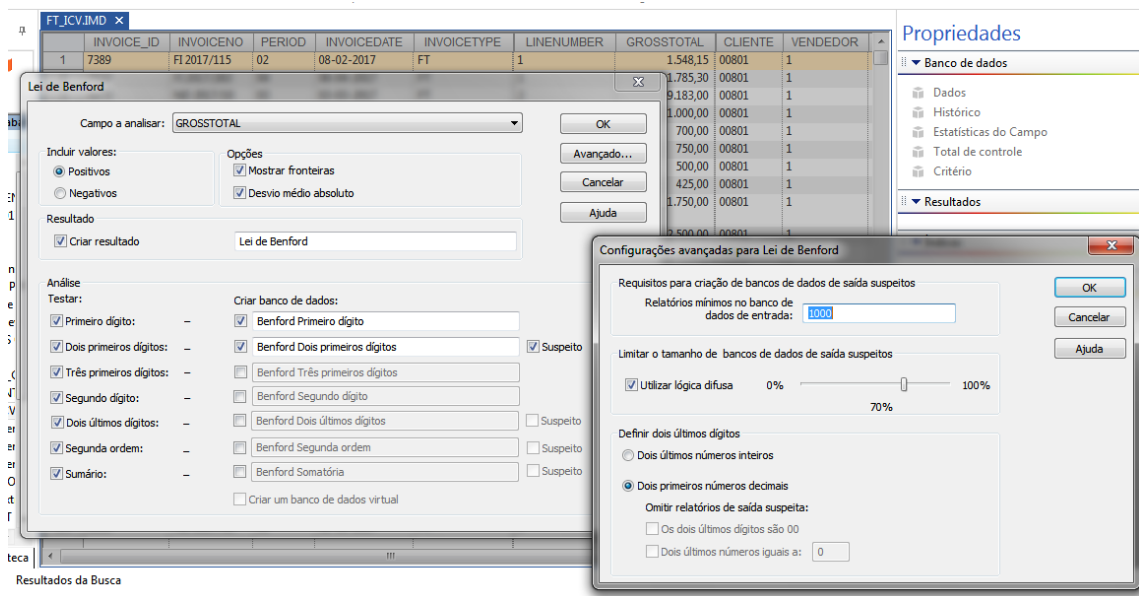 FT_ICV.IMD ×
INVOICE_ID INVOICENO PERIOD INVOICEDATE INVOICETYPE LINENUMBER GROSSTOTAL CLIENTE VENDEDOR
1 7389 FI 2017/115 02 08-02-2017 FT 1 1.548,15 00801 1
1.785,30 00801 1
9.183,00 00801 1
1.000,00 00801 1
700,00 00801 1
750,00 00801 1
500,00 00801 1
425,00 00801 1
1.750,00 00801 1
2.500,00 00801 1
Propriedades
Banco de dados
Dados
Histórico
Estatísticas do Campo
Total de controle
Critério
Resultados
Lei de Benford
Campo a analisar: GROSSTOTAL
OK
Incluir valores:
Positivos
Negativos
Opções
Mostrar fronteiras
Desvio médio absoluto
Avançado...
Cancelar
Ajuda
Resultado
Criar resultado Lei de Benford
Análise
Testar: Criar banco de dados:
Primeiro dígito: – Benford Primeiro dígito
Dois primeiros dígitos: – Benford Dois primeiros dígitos Suspeito
Três primeiros dígitos: – Benford Três primeiros dígitos
Segundo dígito: – Benford Segundo dígito
Dois últimos dígitos: – Benford Dois últimos dígitos Suspeito
Segunda ordem: – Benford Segunda ordem Suspeito
Sumário: – Benford Somatória Suspeito
Criar um banco de dados virtual
Configurações avançadas para Lei de Benford
Requisitos para criação de bancos de dados de saída suspeitos
Relatórios mínimos no banco de
dados de entrada: 1000
OK
Cancelar
Ajuda
Limitar o tamanho de bancos de dados de saída suspeitos
Utilizar lógica difusa 0% 100%
70%
Definir dois últimos dígitos
Dois últimos números inteiros
Dois primeiros números decimais
Omitir relatórios de saída suspeita:
Os dois últimos dígitos são 00
Dois últimos números iguais a: 0
teca
Resultados da Busca